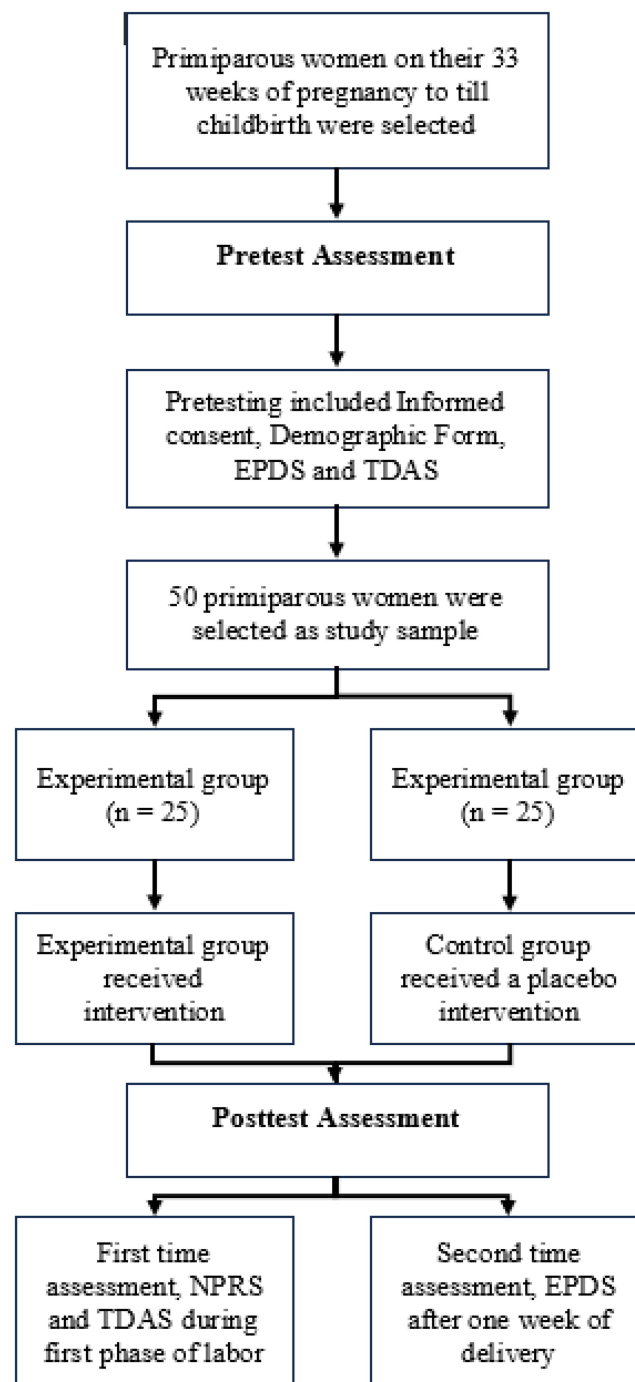 Primiparous women on their 33
weeks of pregnancy to till
childbirth were selected
Pretest Assessment
Pretesting included Informed
consent, Demographic Form,
EPDS and TDAS
50 primiparous women were
selected as study sample
Experimental group
(n = 25)
Experimental group
(n = 25)
Experimental group
received
intervention
Control group
received a placebo
intervention
Posttest Assessment
First time
assessment, NPRS
and TDAS during
first phase of labor
Second time
assessment, EPDS
after one week of
delivery